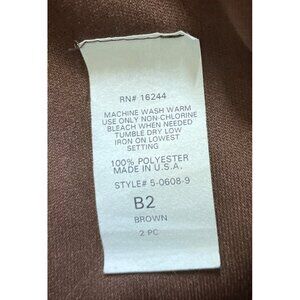 RN# 16244
MACHINE WASH WARM
USE ONLY NON-CHLORINE
BLEACH WHEN NEEDED
TUMBLE DRY LOW
IRON ON LOWEST
SETTING
100% POLYESTER
MADE IN U.S.A.
STYLE# 5-0608-9
B2
BROWN
2 PC